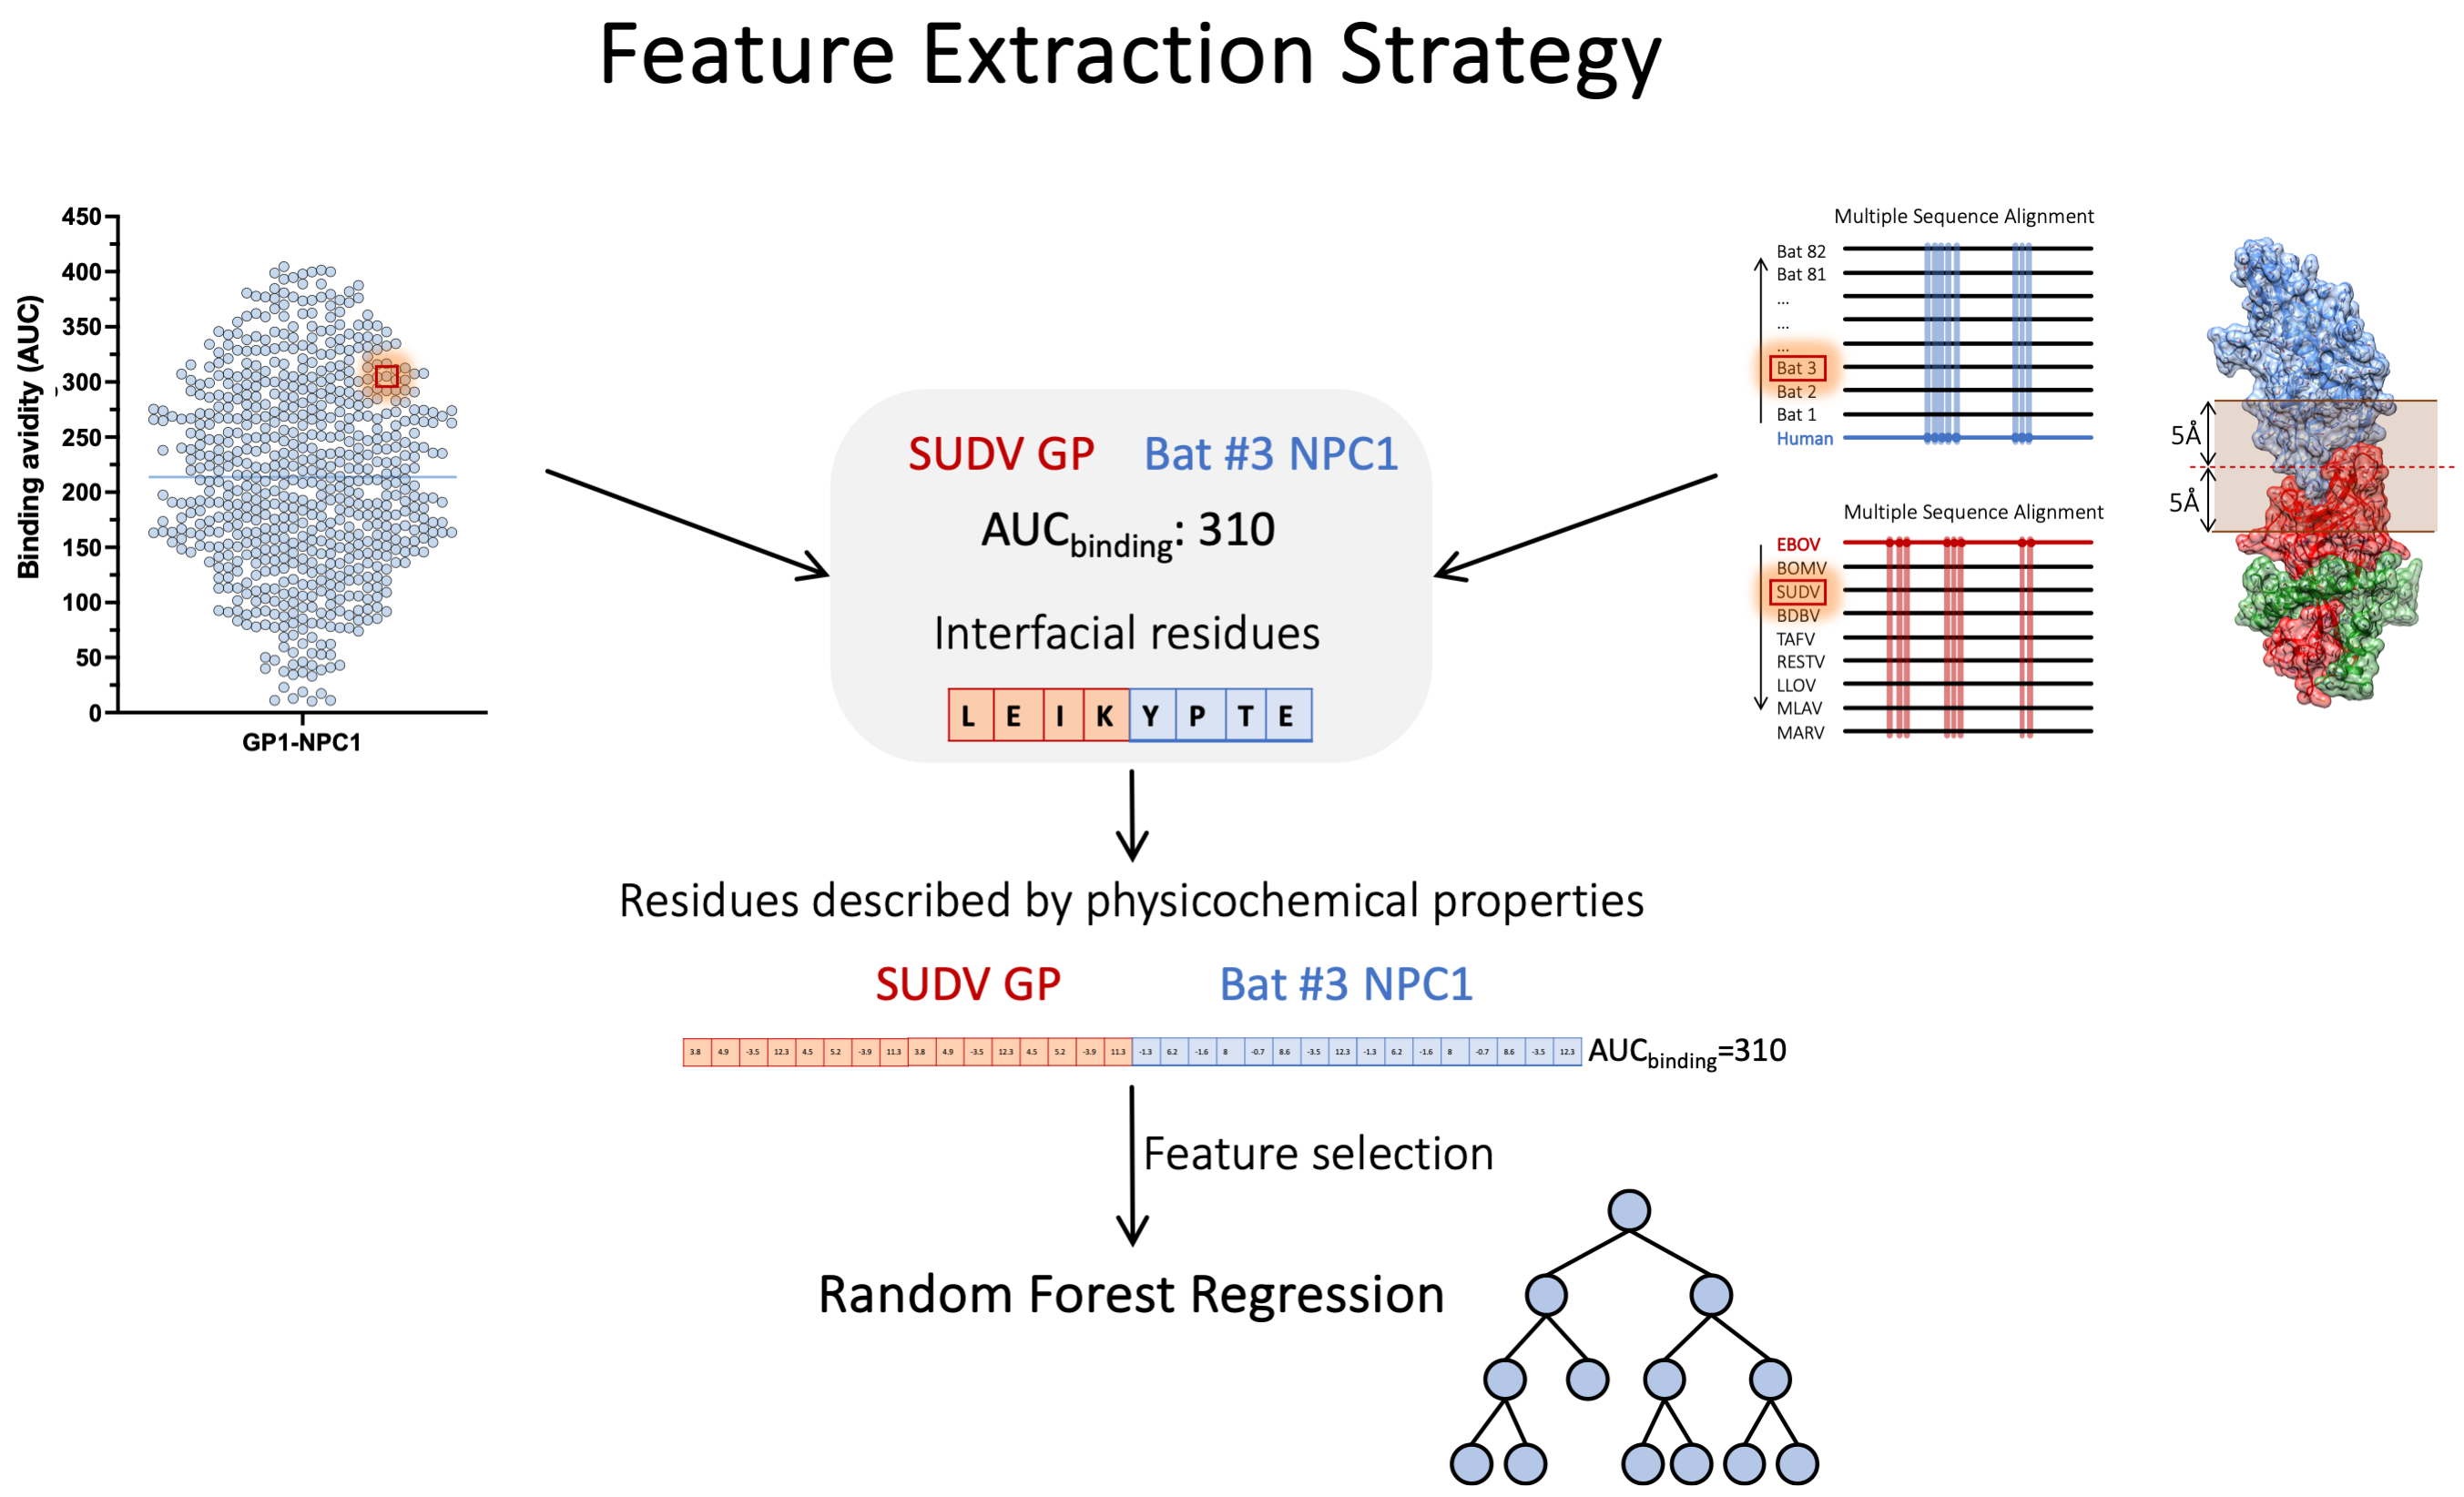 Feature Extraction Strategy
Binding avidity (AUC)
450
400
350
300
250
200
150
100
50
0
GP1-NPC1
SUDV GP Bat #3 NPC1
AUCbinding: 310
Interfacial residues
L E I K Y P T E
Multiple Sequence Alignment
Bat 82
Bat 81
...
...
...
Bat 3
Bat 2
Bat 1
Human
Multiple Sequence Alignment
EBOV
BOMV
SUDV
BDBV
TAFV
RESTV
LLOV
MLAV
MARV
5Å
5Å
Residues described by physicochemical properties
SUDV GP Bat #3 NPC1
3.8 4.9 -3.5 12.3 4.5 5.2 -3.9 11.3 3.8 4.9 -3.5 12.3 4.5 5.2 -3.9 11.3 -1.3 6.2 -1.6 8 -0.7 8.6 -3.5 12.3 -1.3 6.2 -1.6 8 -0.7 8.6 -3.5 12.3 AUCbinding=310
Feature selection
Random Forest Regression